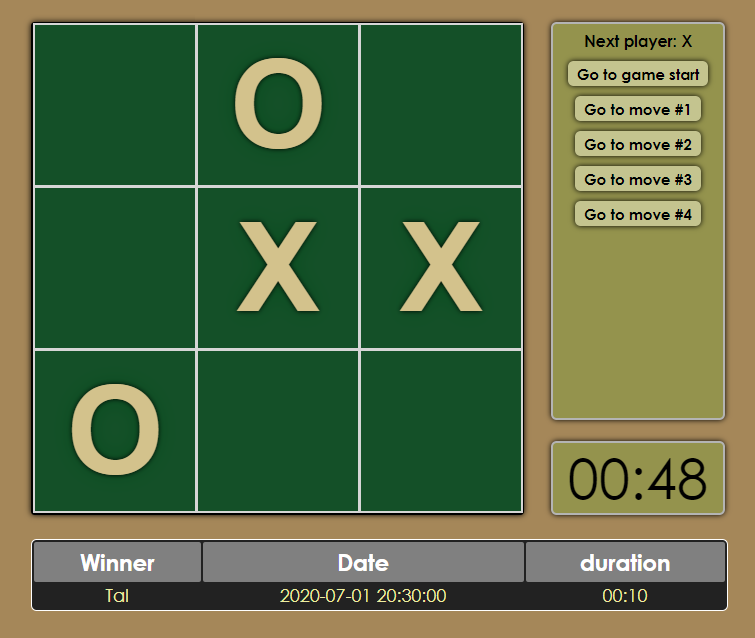 O
X X
O
Next player: X
Go to game start
Go to move #1
Go to move #2
Go to move #3
Go to move #4
00:48
Winner Date duration
Tal 2020-07-01 20:30:00 00:10